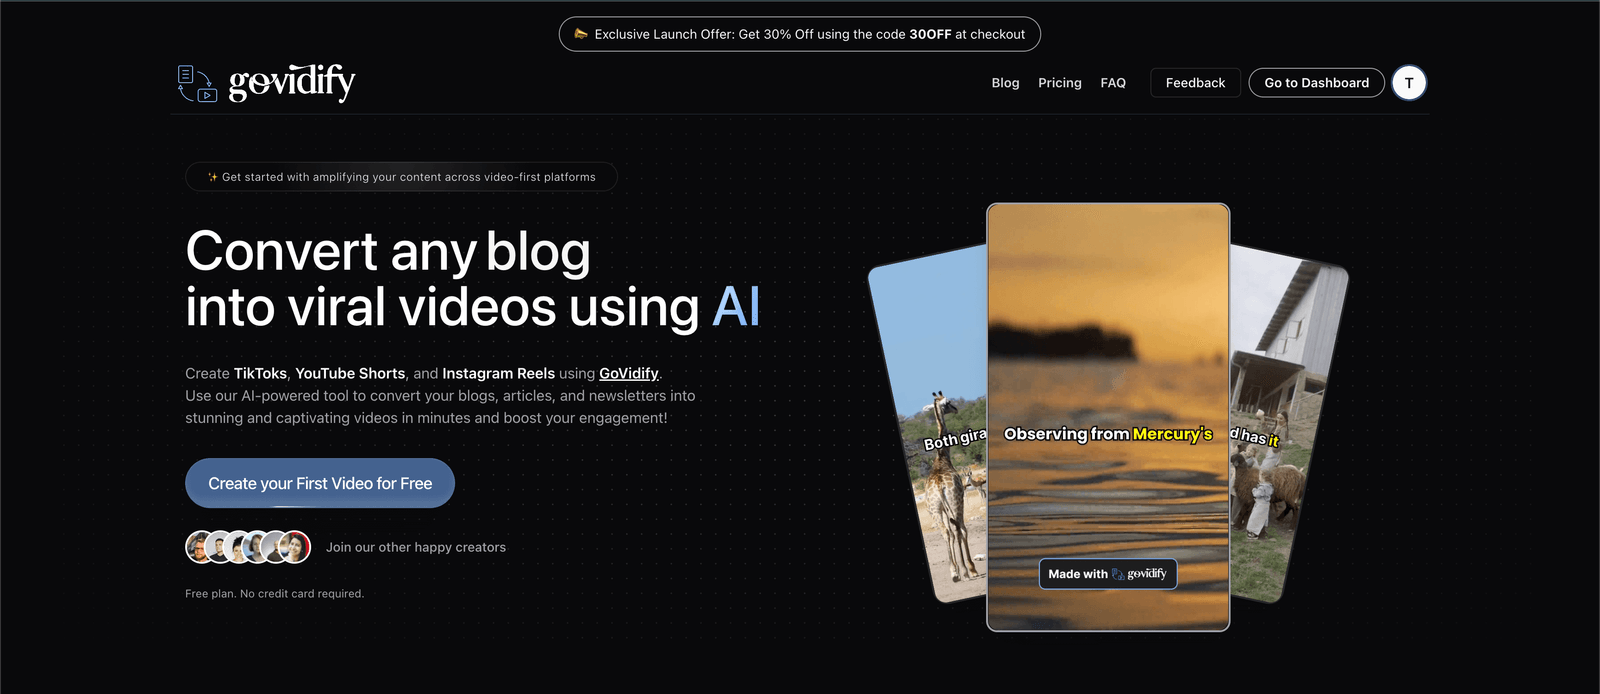 Exclusive Launch Offer: Get 30% Off using the code 30OFF at checkout
govidify
Blog
Pricing
FAQ
Feedback
Go to Dashboard
T
Get started with amplifying your content across video-first platforms
Convert any blog
into viral videos using AI
Create TikToks, YouTube Shorts, and Instagram Reels using GoVidify.
Use our AI-powered tool to convert your blogs, articles, and newsletters into
stunning and captivating videos in minutes and boost your engagement!
Create your First Video for Free
Join our other happy creators
Free plan. No credit card required.
Both gira
Observing from Mercury's
d has it
Made with govidify